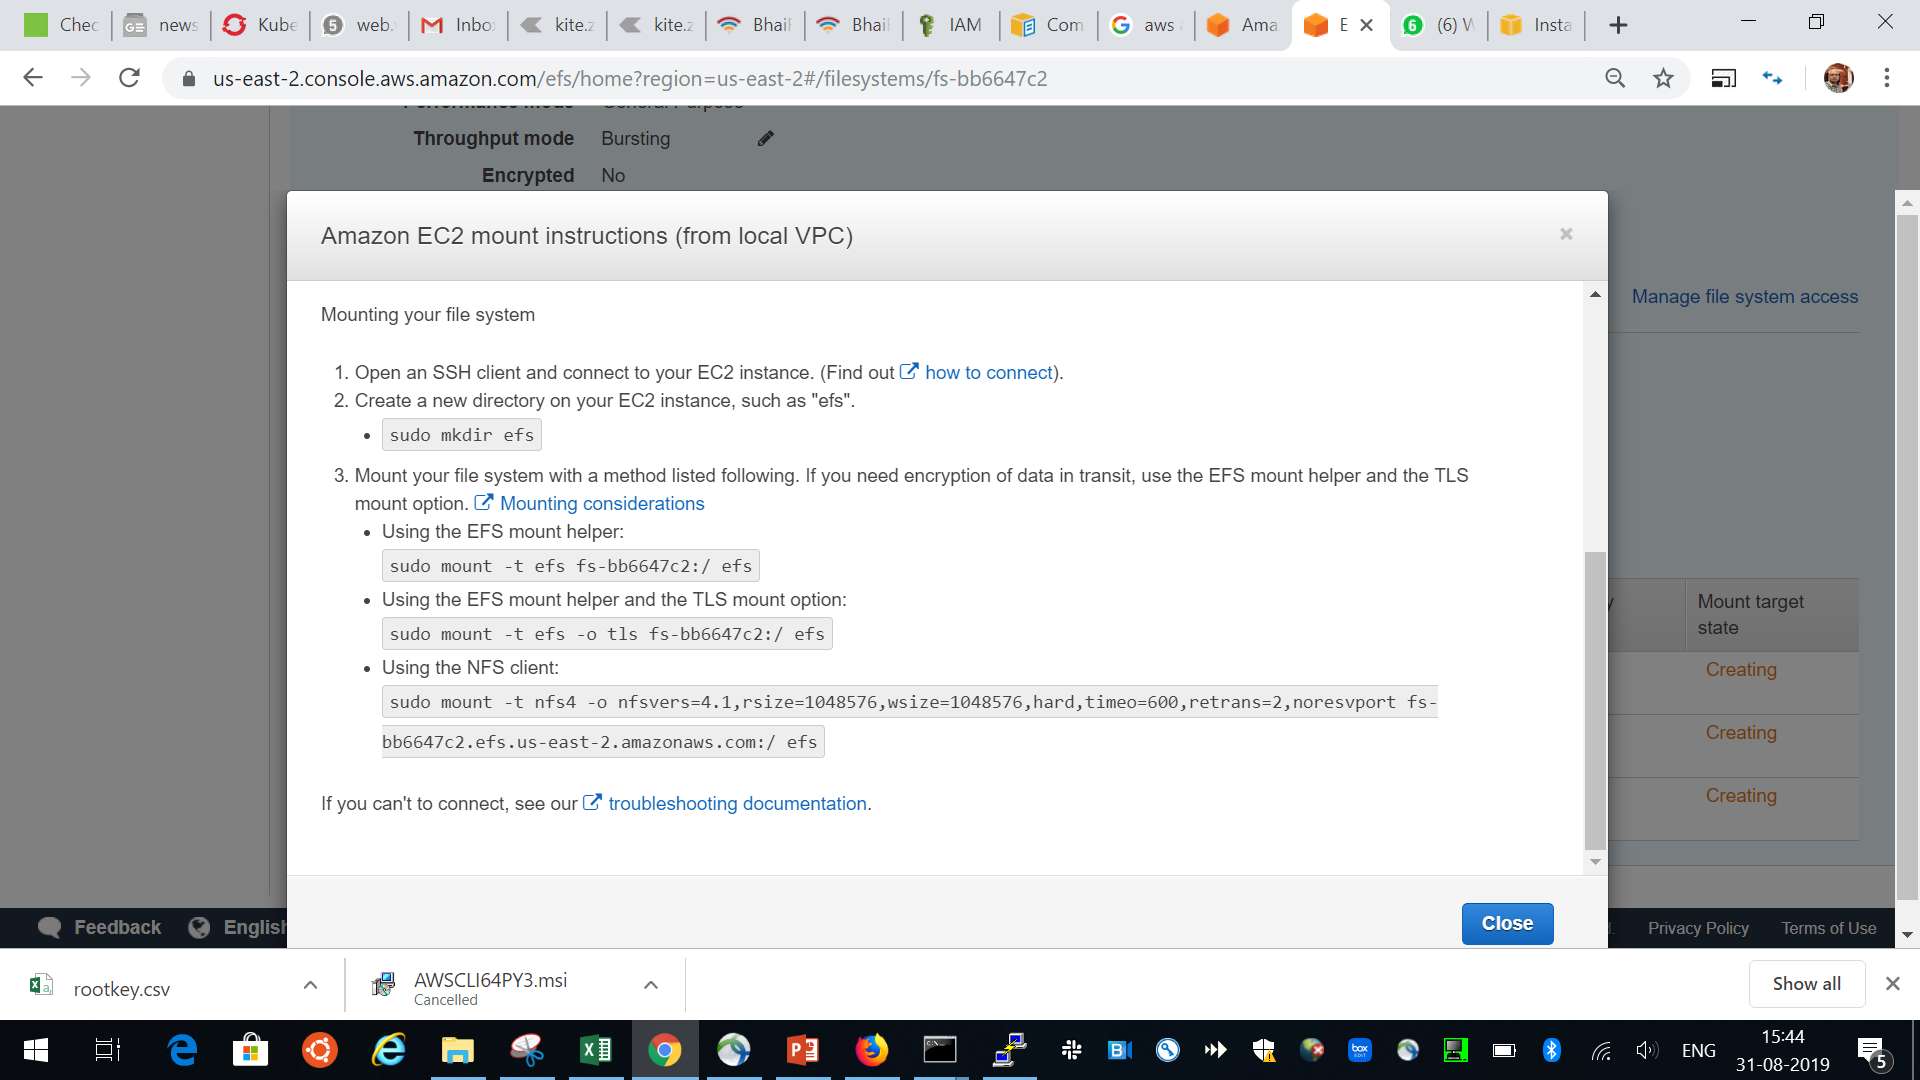 Chec
news
Kube
web.
Inbo
kite.z
kite.z
Bhai
Bhai
IAM
Com
aws
Ama
E
(6) W
Insta
us-east-2.console.aws.amazon.com/efs/home?region=us-east-2#/filesystems/fs-bb6647c2
Performance mode General Purpose
Throughput mode Bursting
Encrypted No
Amazon EC2 mount instructions (from local VPC)
Manage file system access
Mounting your file system
1. Open an SSH client and connect to your EC2 instance. (Find out how to connect).
2. Create a new directory on your EC2 instance, such as "efs".
• sudo mkdir efs
3. Mount your file system with a method listed following. If you need encryption of data in transit, use the EFS mount helper and the TLS
mount option. Mounting considerations
• Using the EFS mount helper:
sudo mount -t efs fs-bb6647c2:/ efs
• Using the EFS mount helper and the TLS mount option:
sudo mount -t efs -o tls fs-bb6647c2:/ efs
• Using the NFS client:
sudo mount -t nfs4 -o nfsvers=4.1,rsize=1048576,wsize=1048576,hard,timeo=600,retrans=2,noresvport fs-
bb6647c2.efs.us-east-2.amazonaws.com:/ efs
If you can't to connect, see our troubleshooting documentation.
Mount target
state
Creating
Creating
Creating
Close
Feedback
English
Privacy Policy
Terms of Use
rootkey.csv
AWSCLI64PY3.msi
Cancelled
Show all
ENG
15:44
31-08-2019
5